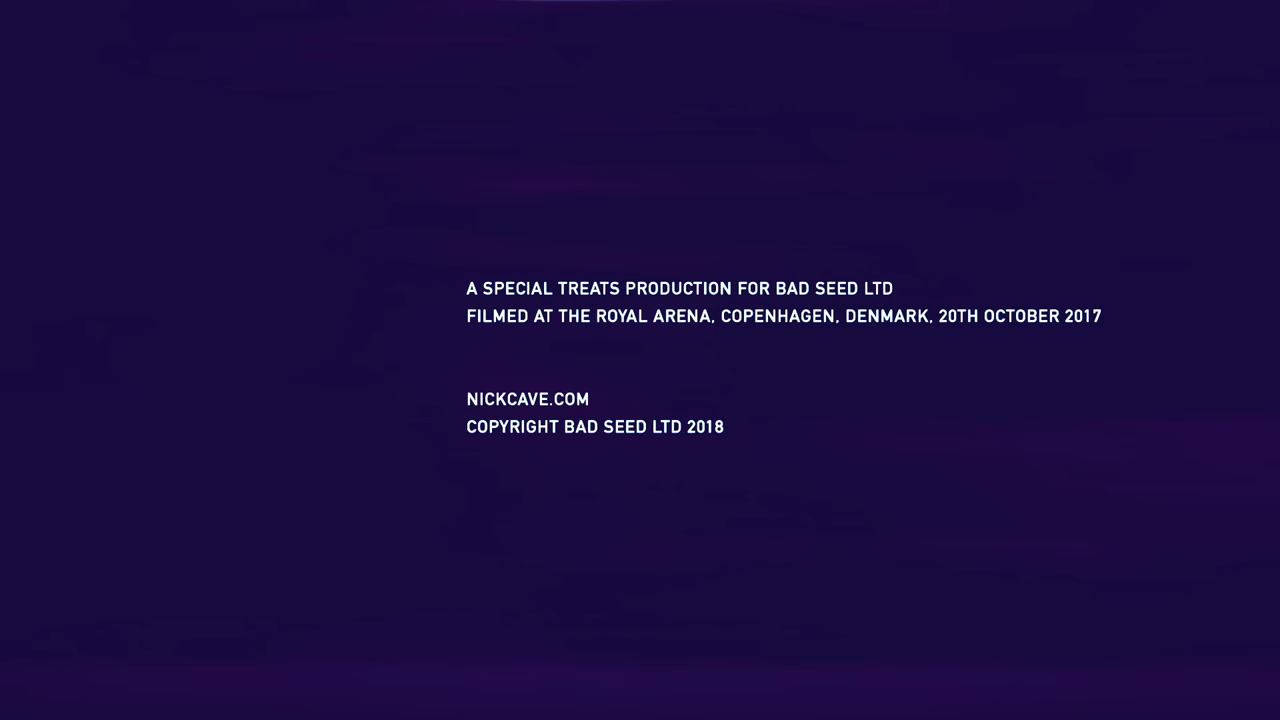 A SPECIAL TREATS PRODUCTION FOR BAD SEED LTD
FILMED AT THE ROYAL ARENA, COPENHAGEN, DENMARK, 20TH OCTOBER 2017
NICKCAVE.COM
COPYRIGHT BAD SEED LTD 2018